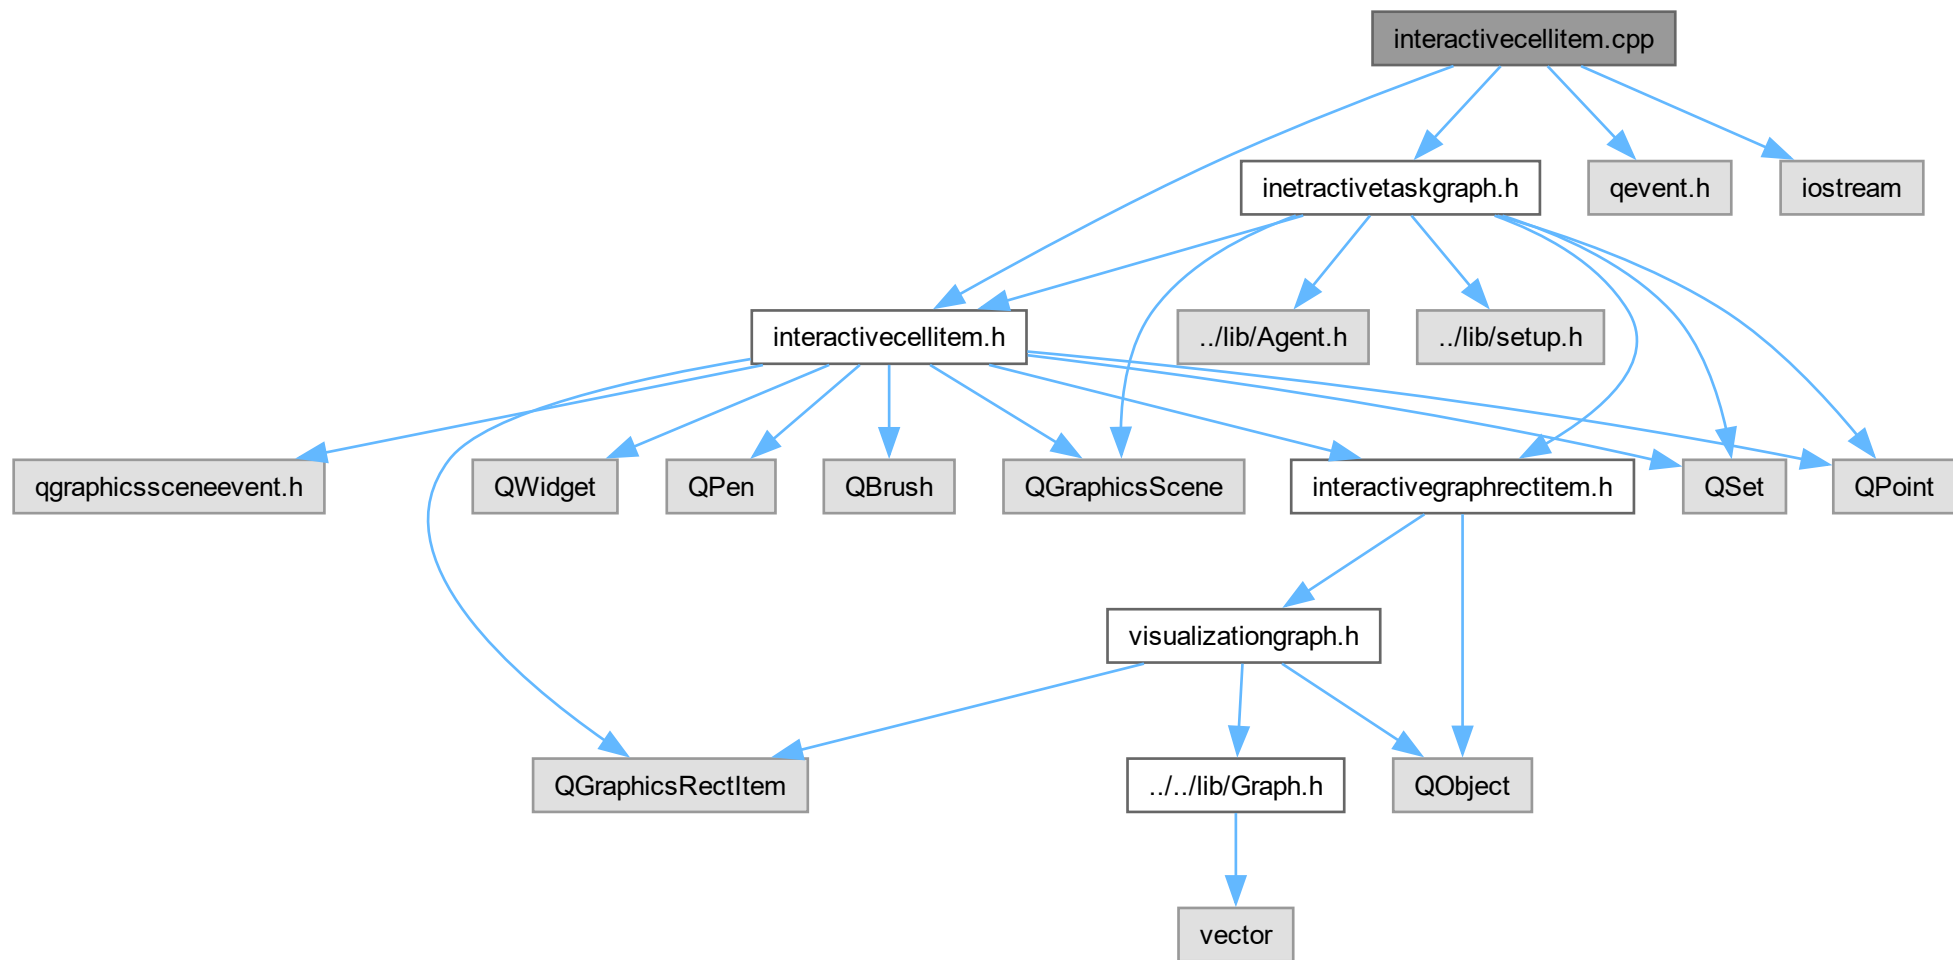 interactivecellitem.cpp
inetractivetaskgraph.h
qevent.h
iostream
interactivecellitem.h
../lib/Agent.h
../lib/setup.h
qgraphicssceneevent.h
QWidget
QPen
QBrush
QGraphicsScene
interactivegraphrectitem.h
QSet
QPoint
visualizationgraph.h
QGraphicsRectItem
../../lib/Graph.h
QObject
vector